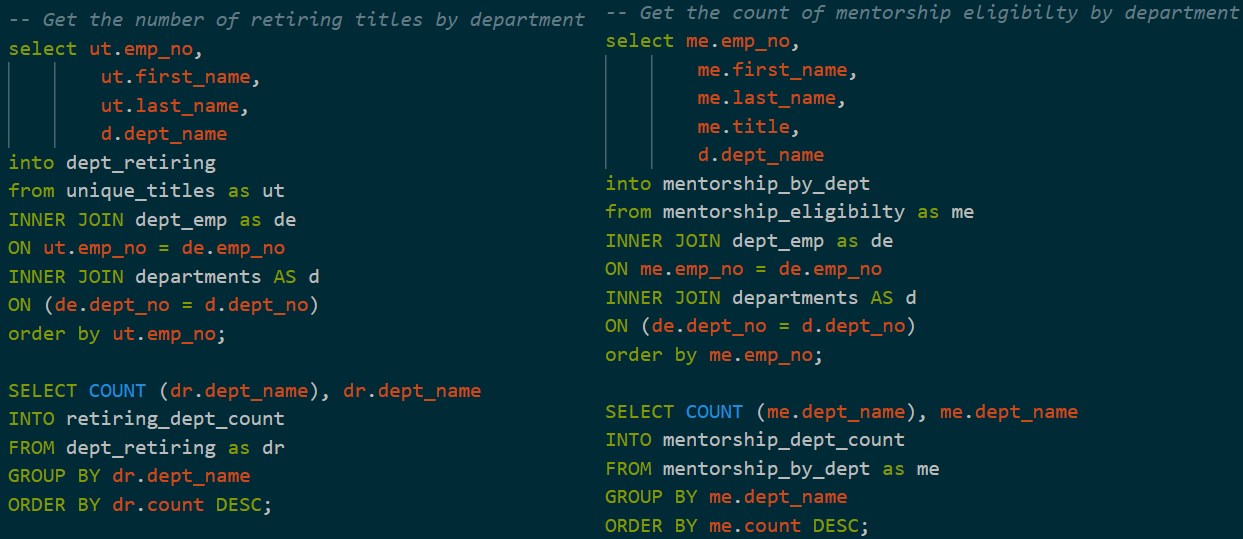 -- Get the number of retiring titles by department
select ut.emp_no,
ut.first_name,
ut.last_name,
d.dept_name
into dept_retiring
from unique_titles as ut
INNER JOIN dept_emp as de
ON ut.emp_no = de.emp_no
INNER JOIN departments AS d
ON (de.dept_no = d.dept_no)
order by ut.emp_no;
SELECT COUNT (dr.dept_name), dr.dept_name
INTO retiring_dept_count
FROM dept_retiring as dr
GROUP BY dr.dept_name
ORDER BY dr.count DESC;
-- Get the count of mentorship eligibilty by department
select me.emp_no,
me.first_name,
me.last_name,
me.title,
d.dept_name
into mentorship_by_dept
from mentorship_eligibilty as me
INNER JOIN dept_emp as de
ON me.emp_no = de.emp_no
INNER JOIN departments AS d
ON (de.dept_no = d.dept_no)
order by me.emp_no;
SELECT COUNT (me.dept_name), me.dept_name
INTO mentorship_dept_count
FROM mentorship_by_dept as me
GROUP BY me.dept_name
ORDER BY me.count DESC;